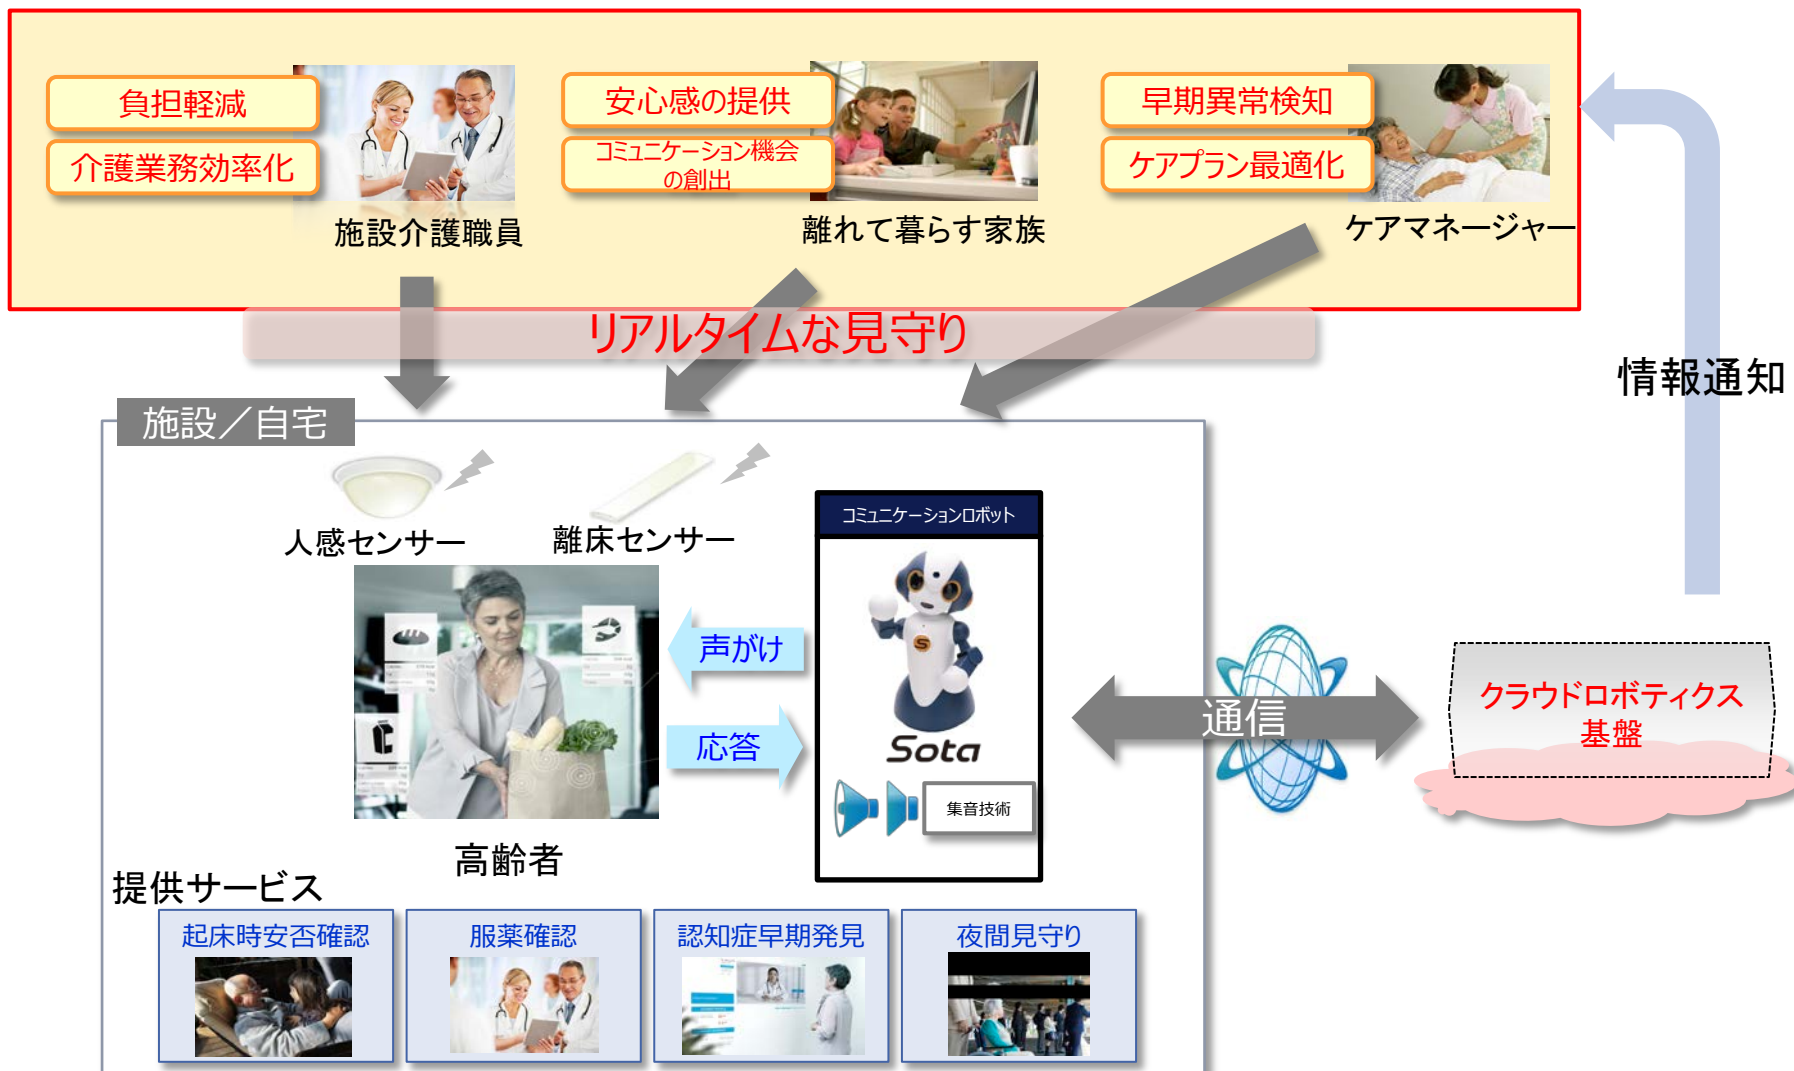 負担軽減
介護業務効率化
施設介護職員
安心感の提供
コミュニケーション機会
の創出
離れて暮らす家族
早期異常検知
ケアプラン最適化
ケアマネージャー
リアルタイムな見守り
情報通知
施設／自宅
人感センサー
離床センサー
コミュニケーションロボット
声がけ
応答
S
Sota
集音技術
通信
クラウドロボティクス
基盤
高齢者
提供サービス
起床時安否確認
服薬確認
認知症早期発見
夜間見守り